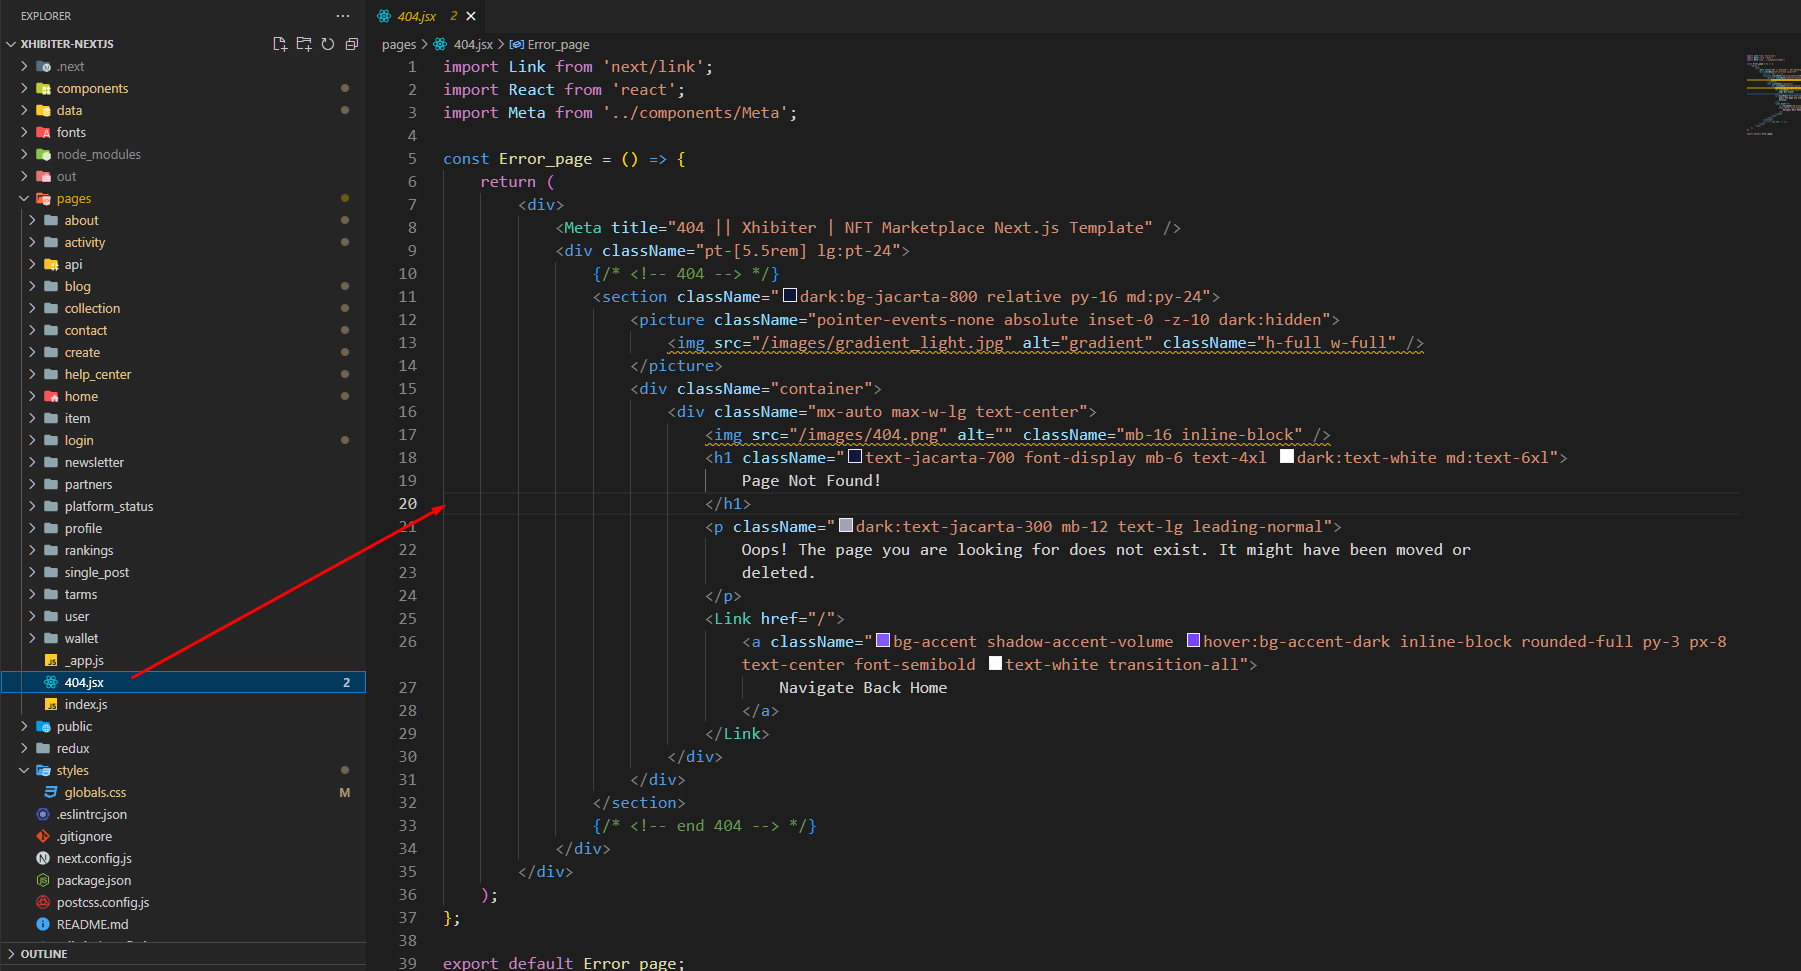 EXPLORER
XHIBITER-NEXTJS
.next
components
data
fonts
node_modules
out
pages
about
activity
api
blog
collection
contact
create
help_center
home
item
login
newsletter
partners
platform_status
profile
rankings
single_post
tarms
user
wallet
_app.js
404.jsx 2
index.js
public
redux
styles
globals.css M
.eslintrc.json
.gitignore
next.config.js
package.json
postcss.config.js
README.md
OUTLINE
404.jsx 2
pages > 404.jsx > Error_page
1 import Link from 'next/link';
2 import React from 'react';
3 import Meta from '../components/Meta';
4
5 const Error_page = () => {
6 return (
7 <div>
8 <Meta title="404 || Xhibiter | NFT Marketplace Next.js Template" />
9 <div className="pt-[5.5rem] lg:pt-24">
10 {/* <!-- 404 --> */}
11 <section className="dark:bg-jacarta-800 relative py-16 md:py-24">
12 <picture className="pointer-events-none absolute inset-0 -z-10 dark:hidden">
13 <img src="/images/gradient_light.jpg" alt="gradient" className="h-full w-full" />
14 </picture>
15 <div className="container">
16 <div className="mx-auto max-w-lg text-center">
17 <img src="/images/404.png" alt="" className="mb-16 inline-block" />
18 <h1 className="text-jacarta-700 font-display mb-6 text-4xl dark:text-white md:text-6xl">
19 Page Not Found!
20 </h1>
21 <p className="dark:text-jacarta-300 mb-12 text-lg leading-normal">
22 Oops! The page you are looking for does not exist. It might have been moved or
23 deleted.
24 </p>
25 <Link href="/">
26 <a className="bg-accent shadow-accent-volume hover:bg-accent-dark inline-block rounded-full py-3 px-8
text-center font-semibold text-white transition-all">
27 Navigate Back Home
28 </a>
29 </Link>
30 </div>
31 </div>
32 </section>
33 {/* <!-- end 404 --> */}
34 </div>
35 </div>
36 );
37 };
38
39 export default Error_page;